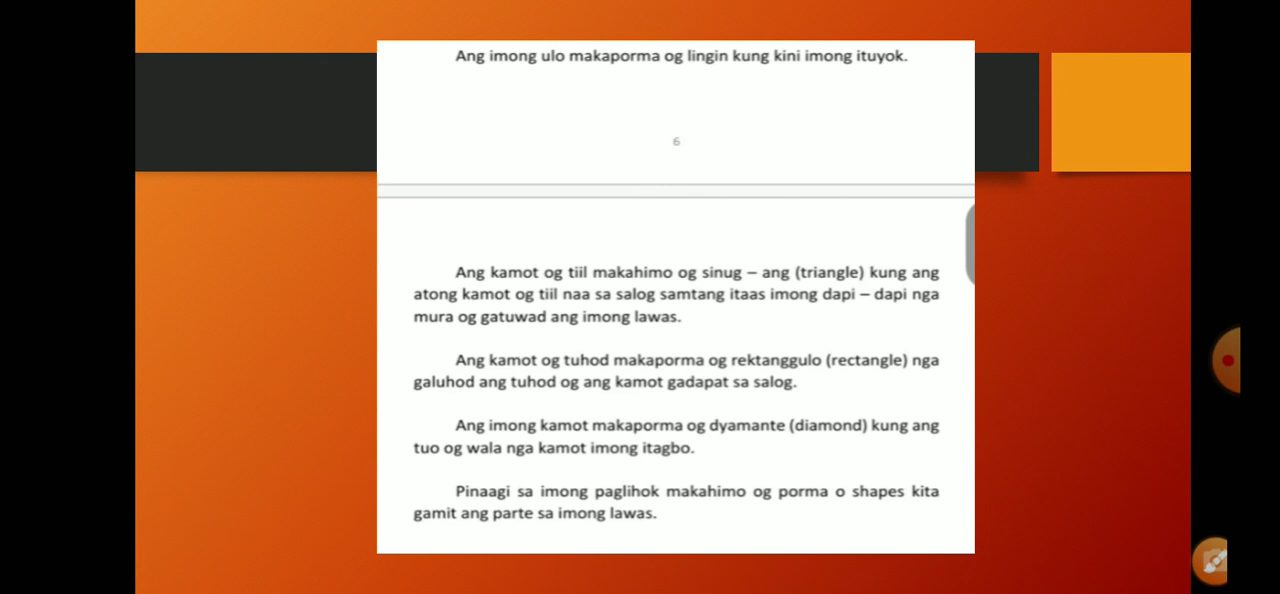 Ang imong ulo makaporma og lingin kung kini imong ituyok.
6
Ang kamot og tiil makahimo og sinug – ang (triangle) kung ang
atong kamot og tiil naa sa salog samtang itaas imong dapi – dapi nga
mura og gatuwad ang imong lawas.
Ang kamot og tuhod makaporma og rektanggulo (rectangle) nga
galuhod ang tuhod og ang kamot gadapat sa salog.
Ang imong kamot makaporma og dyamante (diamond) kung ang
tuo og wala nga kamot imong itagbo.
Pinaagi sa imong paglihok makahimo og porma o shapes kita
gamit ang parte sa imong lawas.